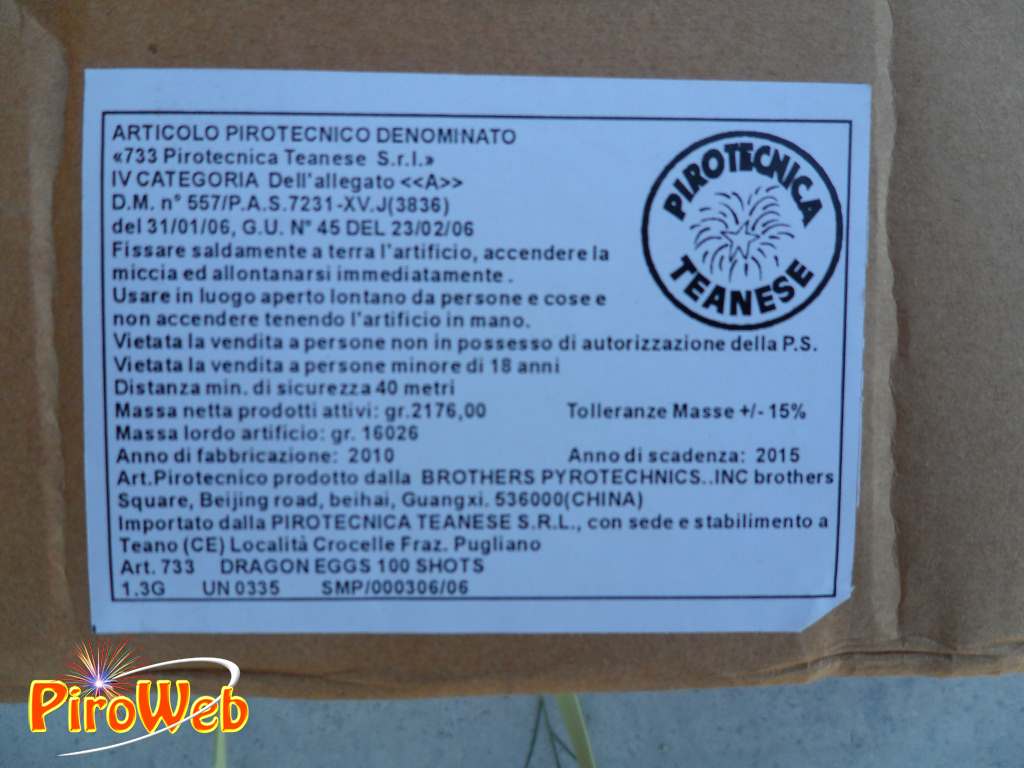 ARTICOLO PIROTECNICO DENOMINATO
«733 Pirotecnica Teanese S.r.l.»
IV CATEGORIA Dell'allegato <<A>>
D.M. n° 557/P.A.S.7231-XV.J(3836)
del 31/01/06, G.U. N° 45 DEL 23/02/06
Fissare saldamente a terra l'artificio, accendere la
miccia ed allontanarsi immediatamente.
Usare in luogo aperto lontano da persone e cose e
non accendere tenendo l'artificio in mano.
Vietata la vendita a persone non in possesso di autorizzazione della P.S.
Vietata la vendita a persone minore di 18 anni
Distanza min. di sicurezza 40 metri
Massa netta prodotti attivi: gr.2176,00 Tolleranze Masse +/- 15%
Massa lordo artificio: gr. 16026
Anno di fabbricazione: 2010 Anno di scadenza: 2015
Art.Pirotecnico prodotto dalla BROTHERS PYROTECHNICS..INC brothers
Square, Beijing road, beihai, Guangxi. 536000(CHINA)
Importato dalla PIROTECNICA TEANESE S.R.L., con sede e stabilimento a
Teano (CE) Località Crocelle Fraz. Pugliano
Art. 733 DRAGON EGGS 100 SHOTS
1.3G UN 0335 SMP/000306/06
PIROTECNICA
TEANESE
PiroWeb